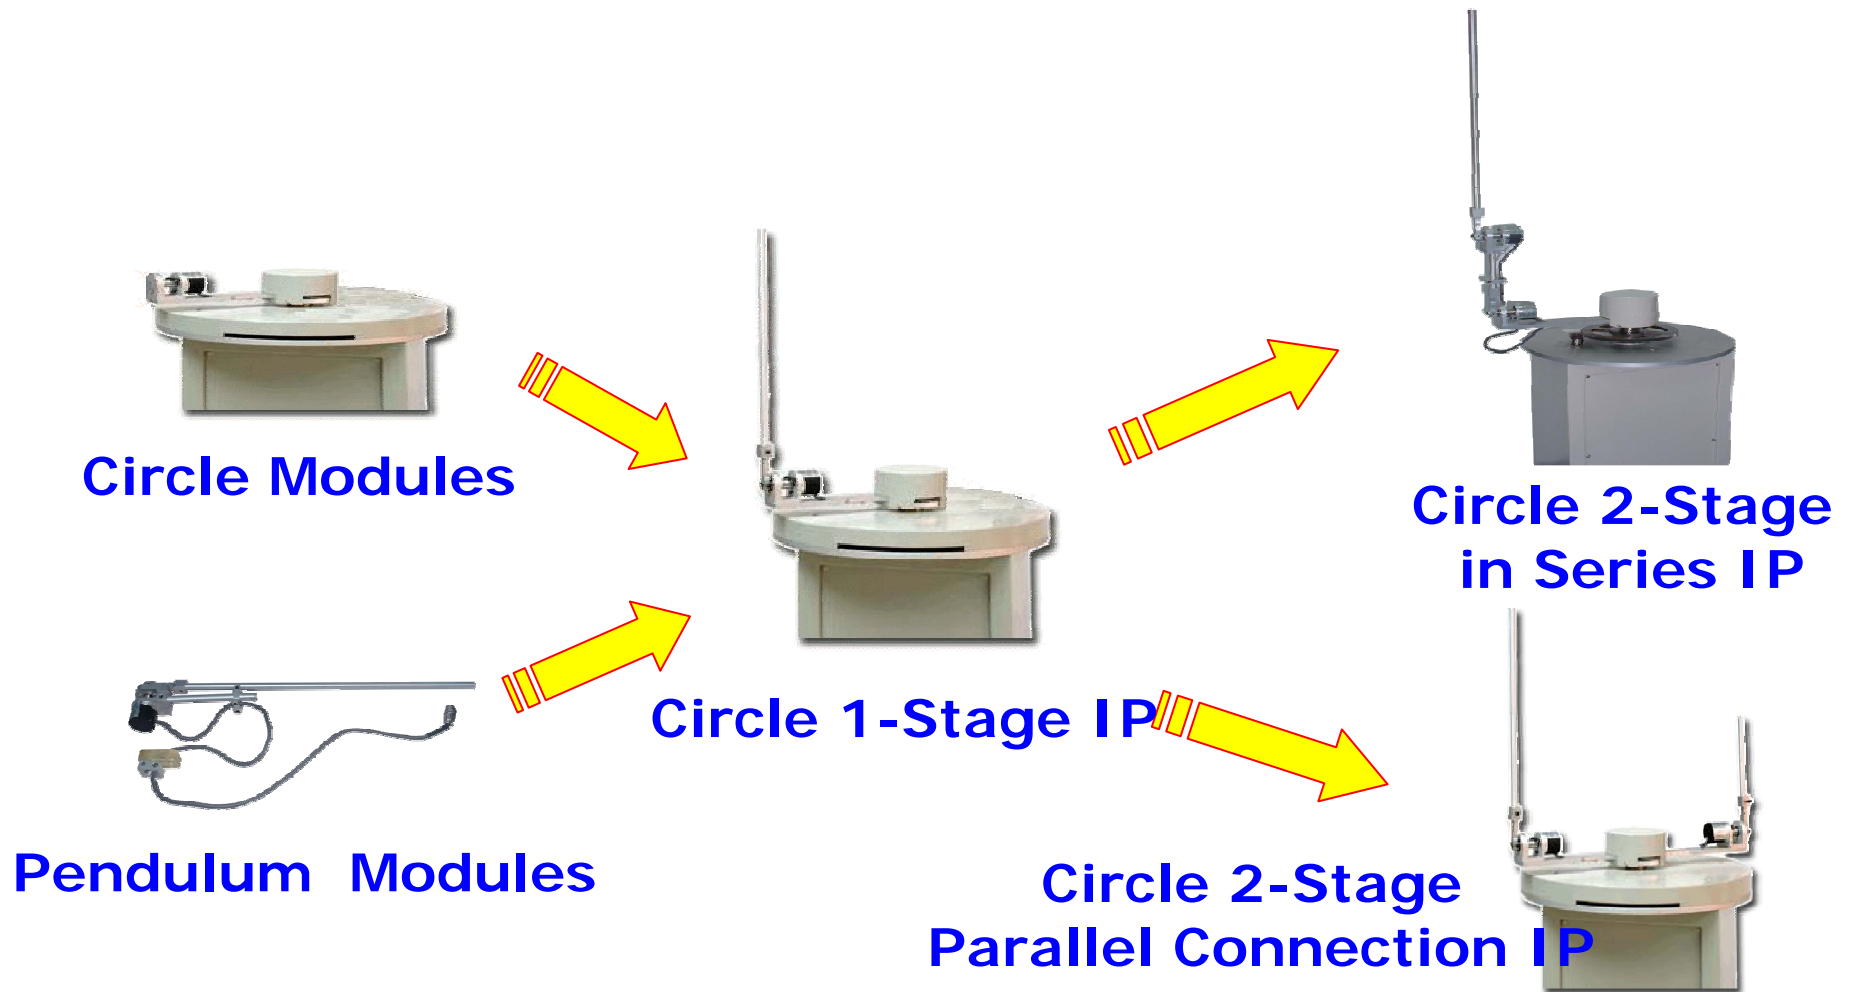 Circle Modules
Pendulum Modules
Circle 1-Stage IP
Circle 2-Stage
in Series IP
Circle 2-Stage
Parallel Connection IP